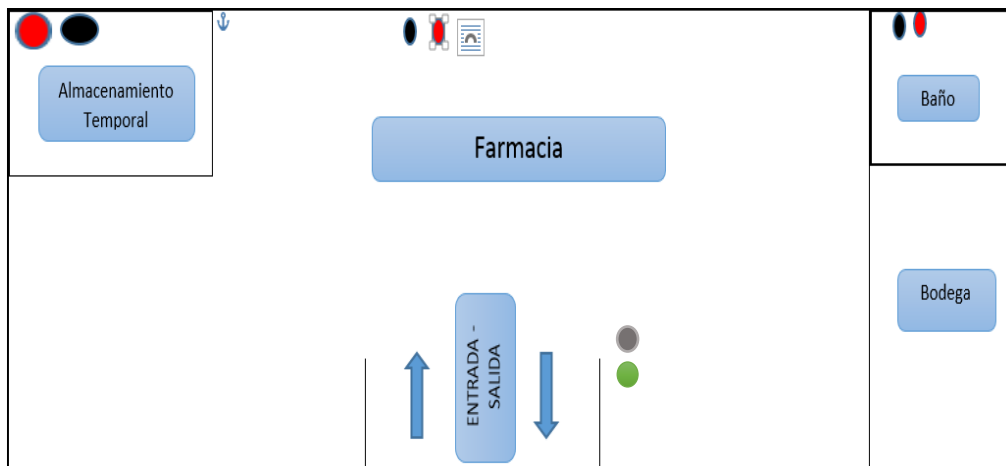 Almacenamiento
Temporal
Farmacia
Baño
Bodega
ENTRADA -
SALIDA